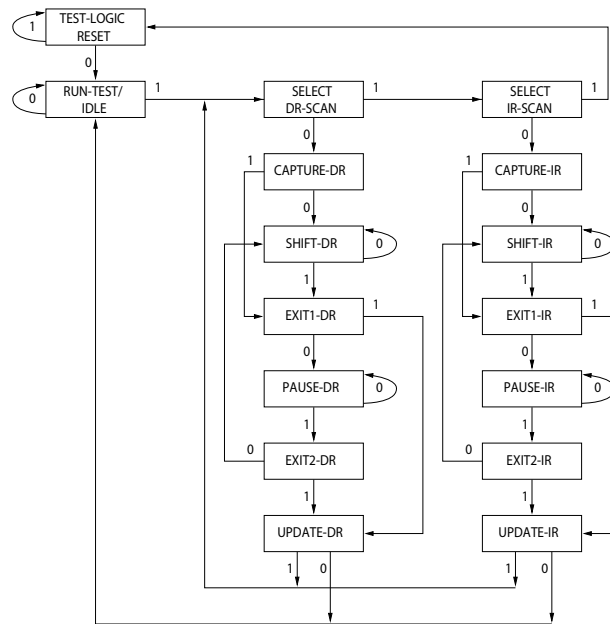 TEST-LOGIC
RESET
1
0
RUN-TEST/
IDLE
0
1
SELECT
DR-SCAN
1
SELECT
IR-SCAN
1
0
0
CAPTURE-DR
1
CAPTURE-IR
1
0
0
SHIFT-DR
0
SHIFT-IR
0
1
1
EXIT1-DR
1
EXIT1-IR
1
0
0
PAUSE-DR
0
PAUSE-IR
0
1
1
EXIT2-DR
0
EXIT2-IR
0
1
1
UPDATE-DR
UPDATE-IR
1
0
1
0